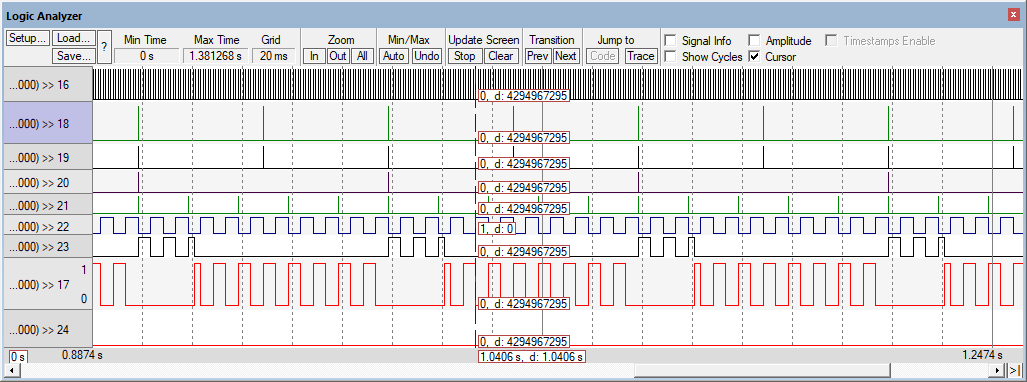 Logic Analyzer
Setup... Load... Save... ? Min Time 0 s Max Time 1.381268 s Grid 20 ms Zoom In Out All Min/Max Auto Undo Update Screen Stop Clear Transition Prev Next Jump to Code Trace Signal Info Amplitude Timestamps Enable
Show Cycles Cursor
...000) >> 16
0, d: 4294967295
...000) >> 18
0, d: 4294967295
...000) >> 19
0, d: 4294967295
...000) >> 20
0, d: 4294967295
...000) >> 21
0, d: 4294967295
...000) >> 22
1, d: 0
...000) >> 23
0, d: 4294967295
1
...000) >> 17
0
0, d: 4294967295
...000) >> 24
0, d: 4294967295
0 s 0.8874 s 1.0406 s, d: 1.0406 s 1.2474 s
>|